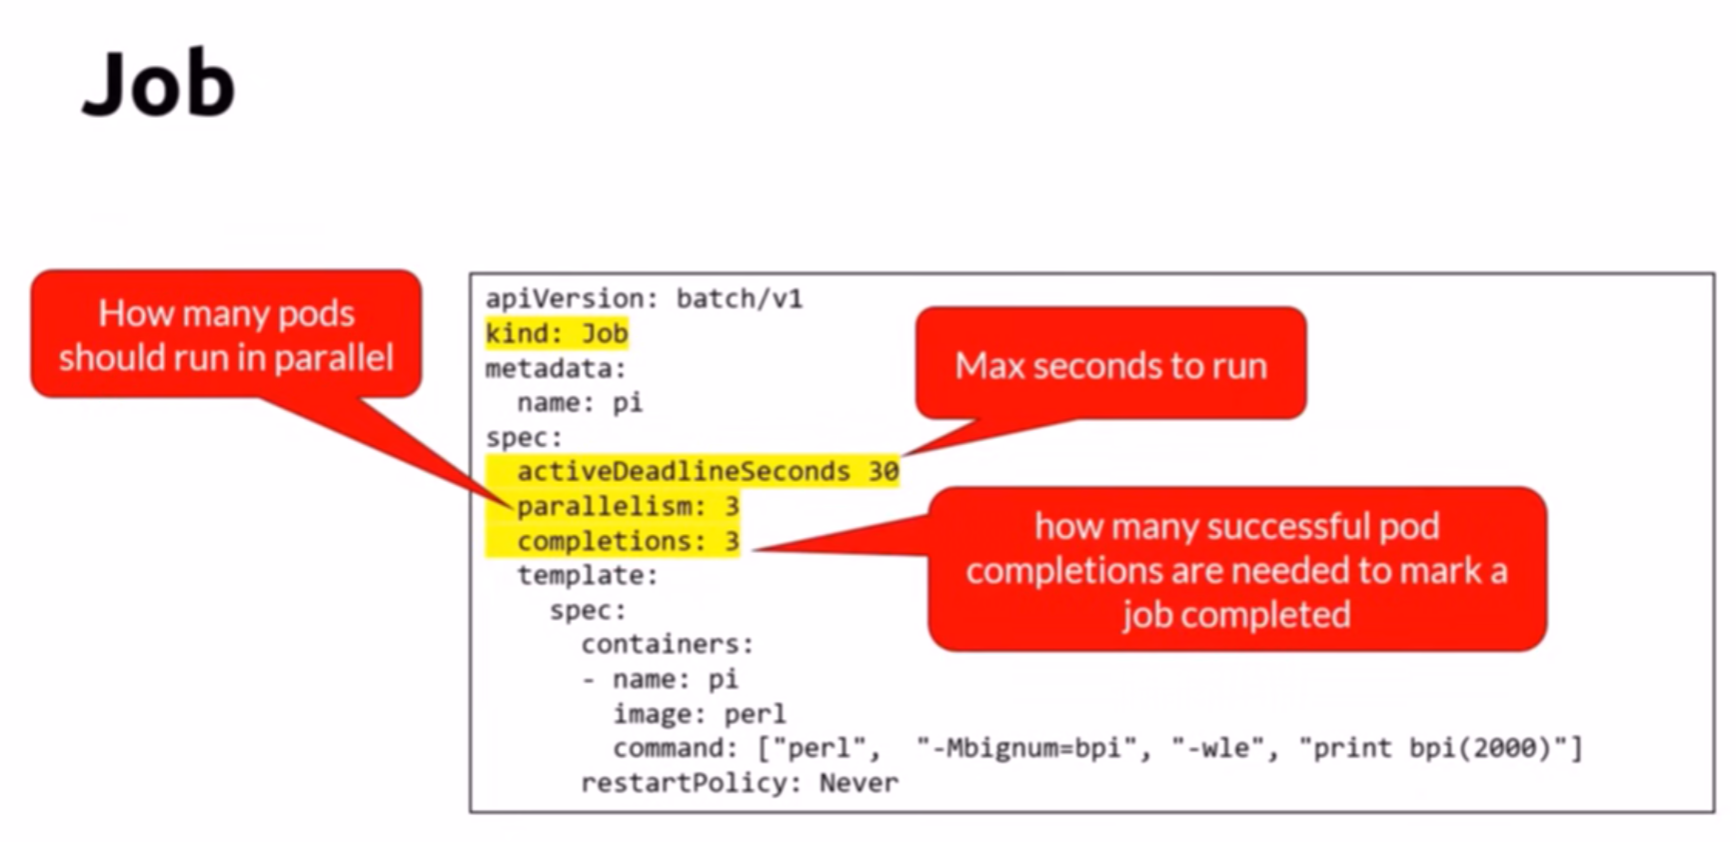 Job
How many pods
should run in parallel
apiVersion: batch/v1
kind: Job
metadata:
  name: pi
spec:
  activeDeadlineSeconds 30
  parallelism: 3
  completions: 3
  template:
    spec:
      containers:
      - name: pi
        image: perl
        command: ["perl",  "-Mbignum=bpi", "-wle", "print bpi(2000)"]
      restartPolicy: Never
Max seconds to run
how many successful pod
completions are needed to mark a
job completed